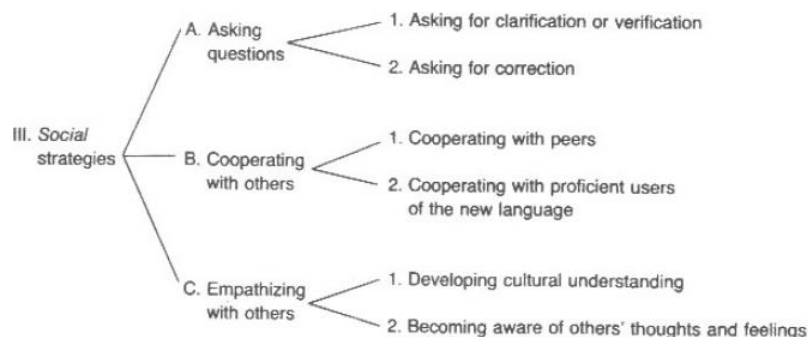 III. Social
strategies
A. Asking
questions
1. Asking for clarification or verification
2. Asking for correction
B. Cooperating
with others
1. Cooperating with peers
2. Cooperating with proficient users
of the new language
C. Empathizing
with others
1. Developing cultural understanding
2. Becoming aware of others' thoughts and feelings